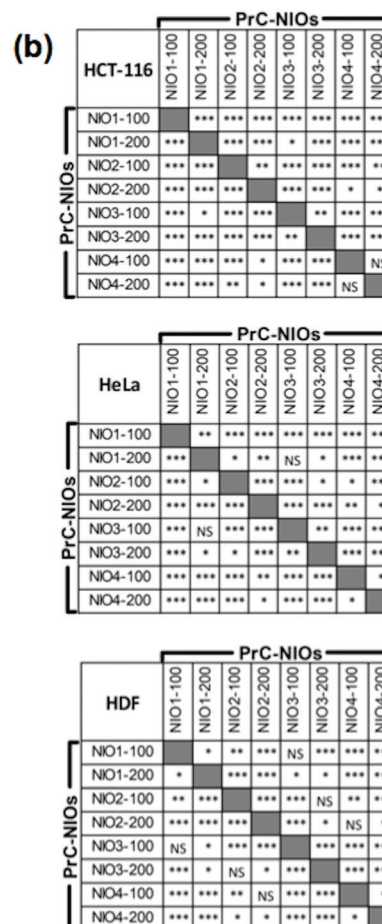 (b)
PrC-NIOs
HCT-116 NIO1-100 NIO1-200 NIO2-100 NIO2-200 NIO3-100 NIO3-200 NIO4-100 NIO4-200
PrC-NIOs
NIO1-100 *** *** *** *** *** ***
NIO1-200 *** *** *** * *** ***
NIO2-100 *** *** ** *** *** ***
NIO2-200 *** *** ** *** *** *
NIO3-100 *** * *** *** ** ***
NIO3-200 *** *** *** *** ** ***
NIO4-100 *** *** *** * *** ***
NIO4-200 *** *** ** * *** *** NS
PrC-NIOs
HeLa NIO1-100 NIO1-200 NIO2-100 NIO2-200 NIO3-100 NIO3-200 NIO4-100 NIO4-200
PrC-NIOs
NIO1-100 ** *** *** *** *** ***
NIO1-200 *** * ** NS * ***
NIO2-100 *** * *** *** * *
NIO2-200 *** *** *** *** *** **
NIO3-100 *** NS *** *** ** ***
NIO3-200 *** * * *** ** ***
NIO4-100 *** *** *** ** *** ***
NIO4-200 *** *** *** * *** *** *
PrC-NIOs
HDF NIO1-100 NIO1-200 NIO2-100 NIO2-200 NIO3-100 NIO3-200 NIO4-100 NIO4-200
PrC-NIOs
NIO1-100 * ** *** NS *** ***
NIO1-200 * *** *** * * ***
NIO2-100 ** *** *** *** NS **
NIO2-200 *** *** *** *** * NS
NIO3-100 NS * *** *** *** ***
NIO3-200 *** * NS * *** ***
NIO4-100 *** *** ** NS *** ***
NIO4-200